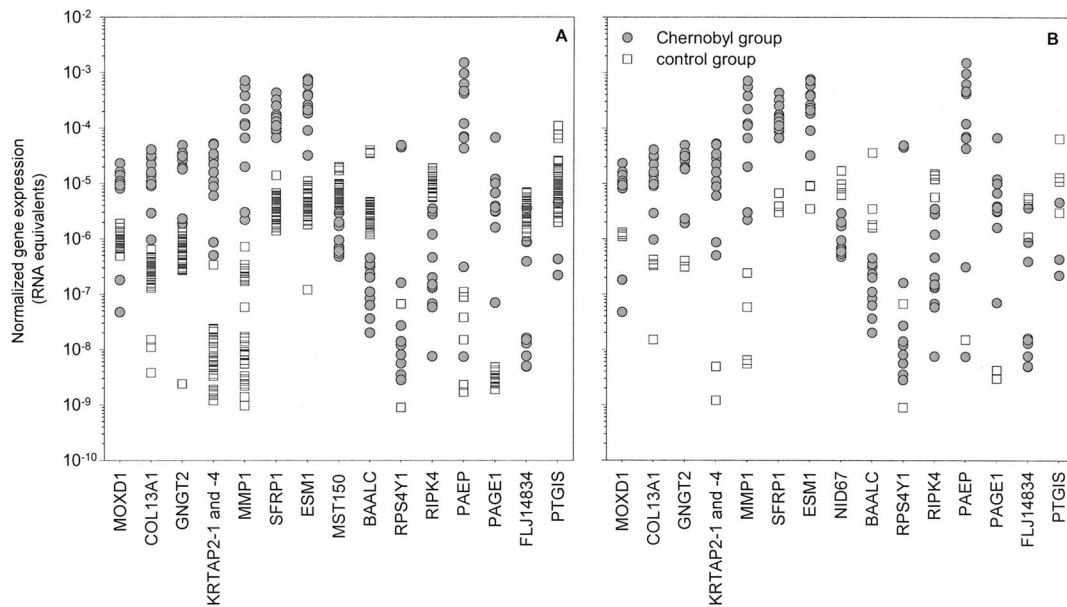 Normalized gene expression
(RNA equivalents)
10-2
10-3
10-4
10-5
10-6
10-7
10-8
10-9
10-10
A
MOXD1
COL13A1
GNGT2
KRTAP2-1 and -4
MMP1
SFRP1
ESM1
MST150
BAALC
RPS4Y1
RIPK4
PAEP
PAGE1
FLJ14834
PTGIS
Chernobyl group
control group
B
MOXD1
COL13A1
GNGT2
KRTAP2-1 and -4
MMP1
SFRP1
ESM1
NID67
BAALC
RPS4Y1
RIPK4
PAEP
PAGE1
FLJ14834
PTGIS